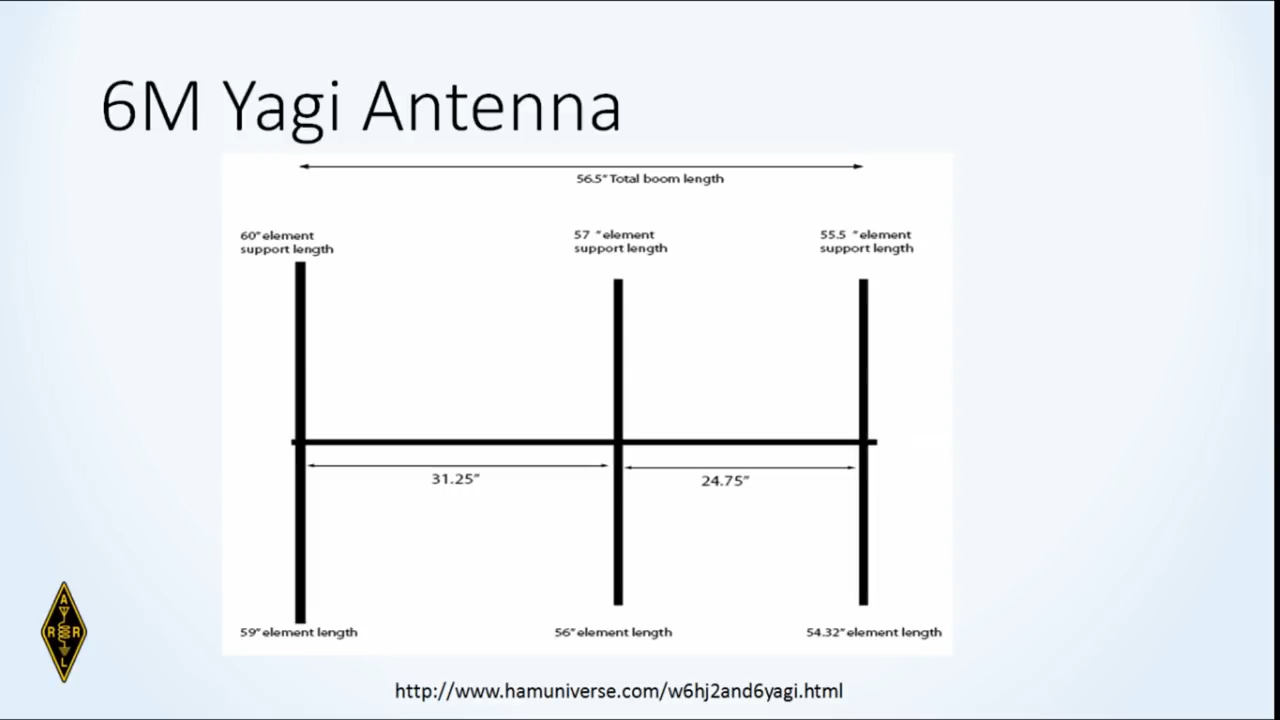 6M Yagi Antenna
56.5" Total boom length
60" element
support length
57 "element
support length
55.5 "element
support length
31.25"
24.75"
59" element length
56" element length
54.32" element length
A
R R
L
http://www.hamuniverse.com/w6hj2and6yagi.html